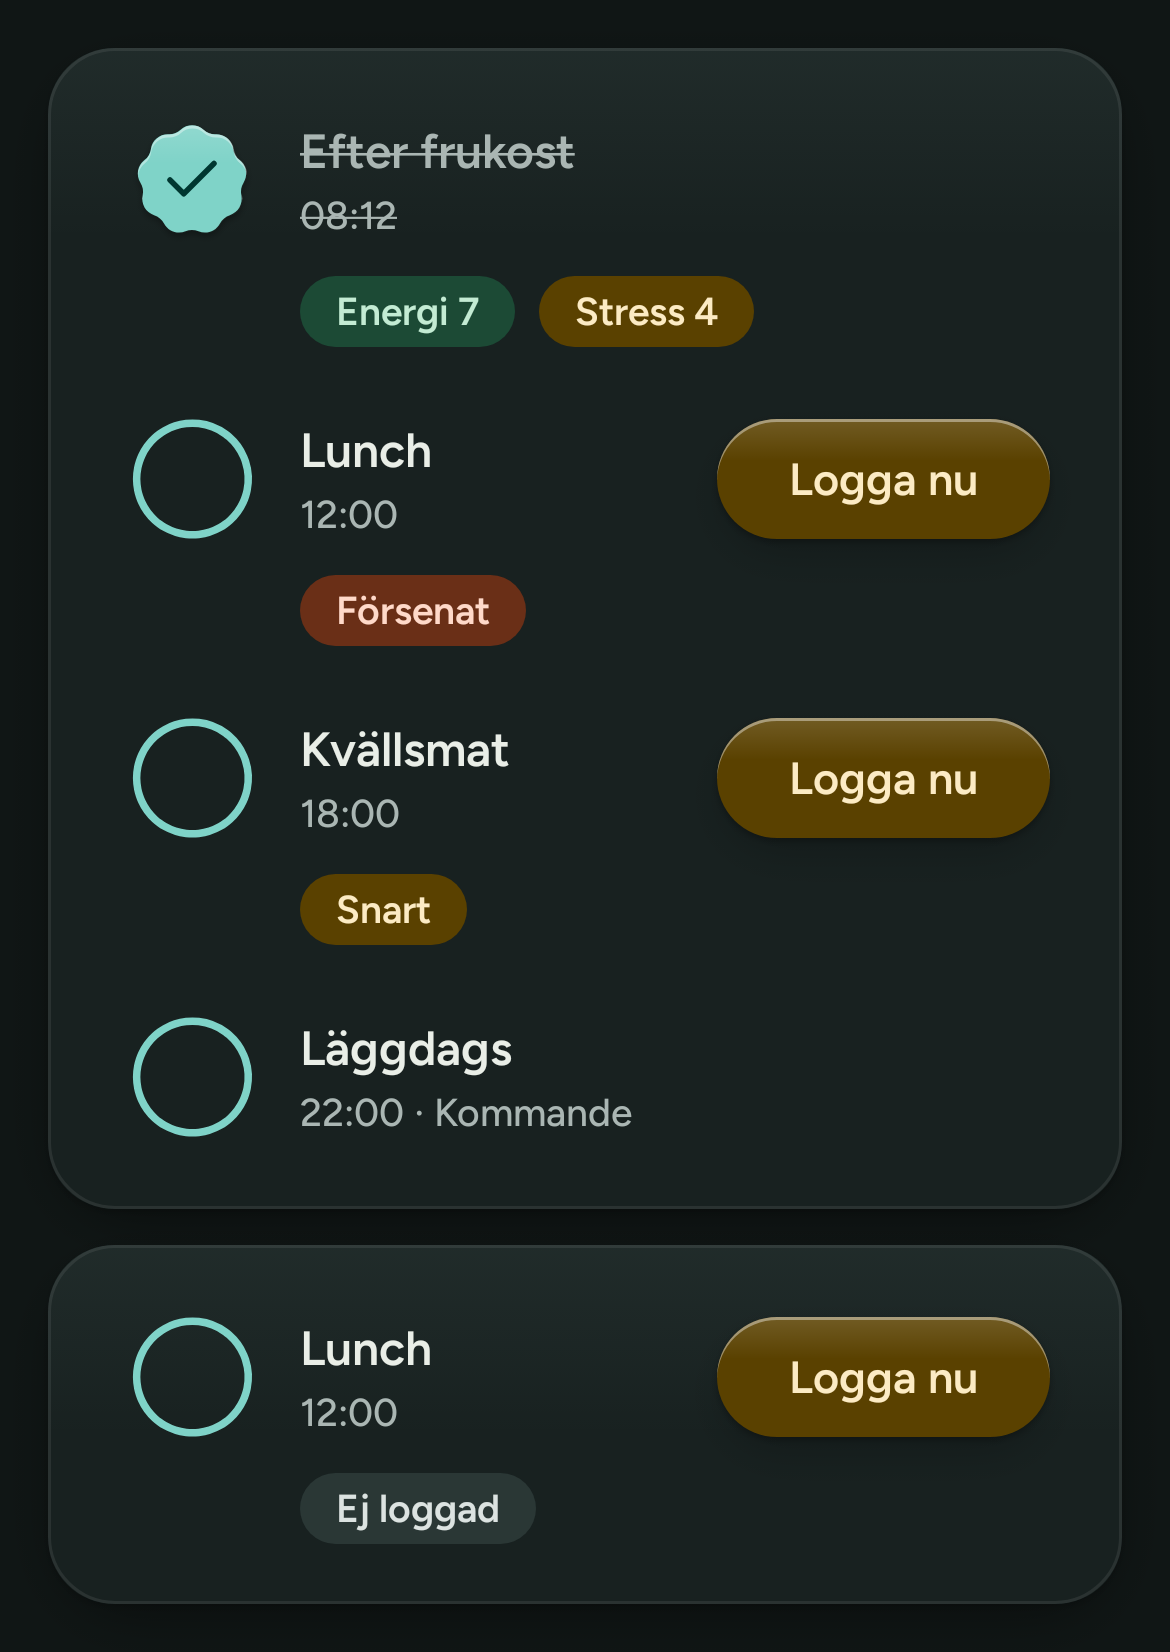 Efter frukost
08:12
Energi 7 Stress 4
Lunch
12:00
Logga nu
Försenat
Kvällsmat
18:00
Logga nu
Snart
Läggdags
22:00 · Kommande
Lunch
12:00
Logga nu
Ej loggad